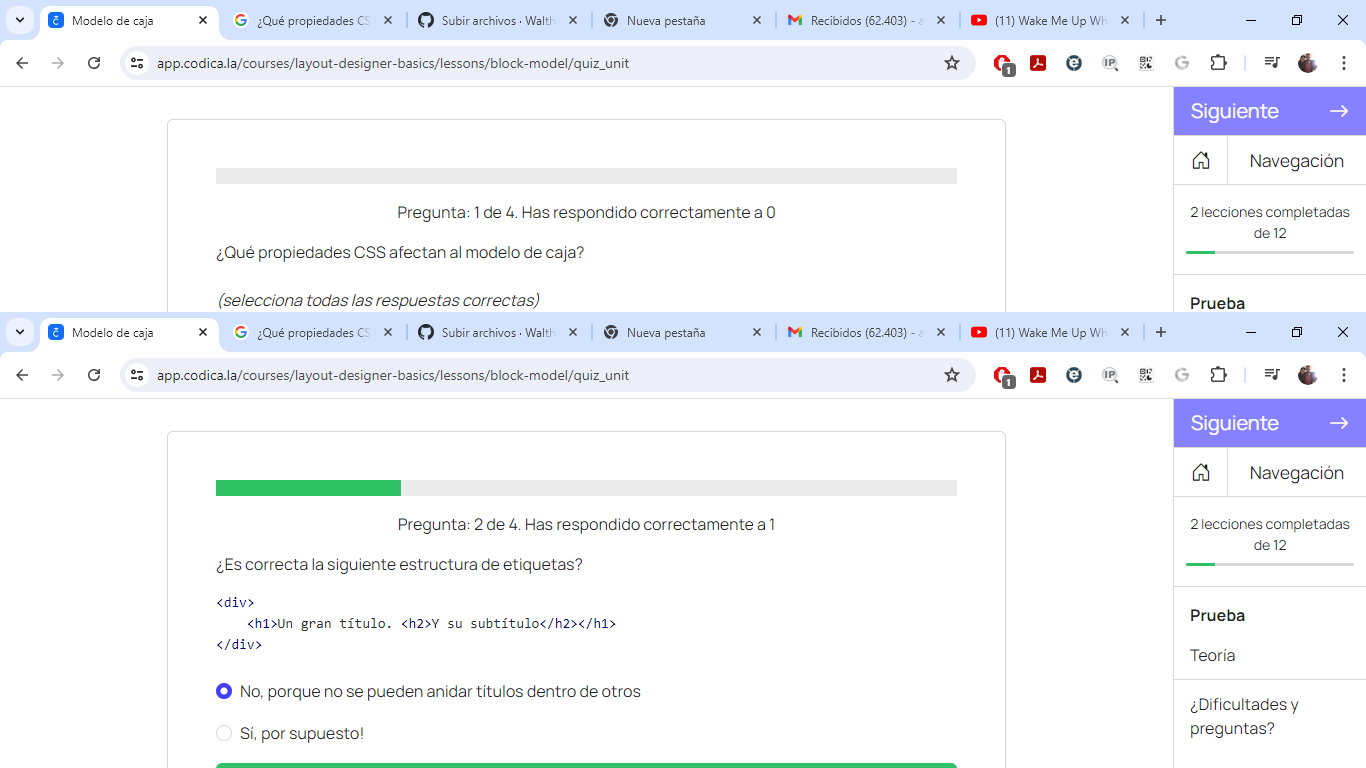 Modelo de caja
¿Qué propiedades CS
Subir archivos · Walth
Nueva pestaña
Recibidos (62.403) - a
(11) Wake Me Up Wh
app.codica.la/courses/layout-designer-basics/lessons/block-model/quiz_unit
1
IP
Siguiente
Navegación
Pregunta: 1 de 4. Has respondido correctamente a 0
2 lecciones completadas
de 12
¿Qué propiedades CSS afectan al modelo de caja?
(selecciona todas las respuestas correctas)
Prueba
Modelo de caja
¿Qué propiedades CS
Subir archivos · Walth
Nueva pestaña
Recibidos (62.403) - a
(11) Wake Me Up Wh
app.codica.la/courses/layout-designer-basics/lessons/block-model/quiz_unit
1
IP
Siguiente
Navegación
Pregunta: 2 de 4. Has respondido correctamente a 1
2 lecciones completadas
de 12
¿Es correcta la siguiente estructura de etiquetas?
<div>
    <h1>Un gran título. <h2>Y su subtítulo</h2></h1>
</div>
Prueba
Teoría
No, porque no se pueden anidar títulos dentro de otros
Sí, por supuesto!
¿Dificultades y
preguntas?